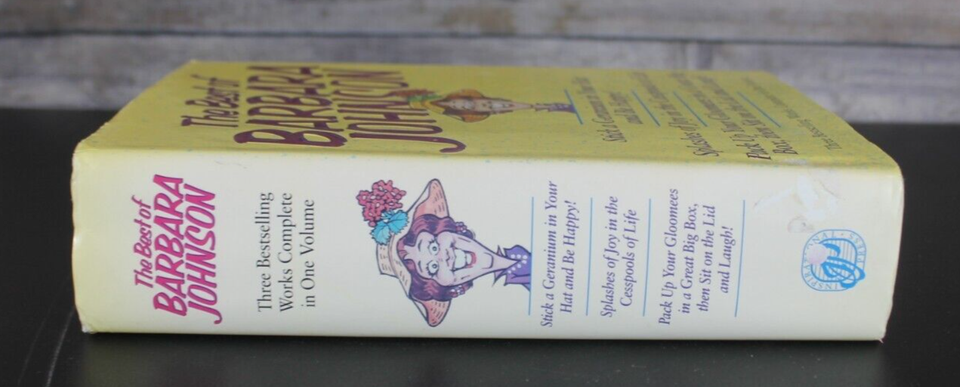 The Best of
BARBARA
JOHNSON
Three Bestselling
Works Complete
in One Volume
Stick a Geranium in Your
Hat and Be Happy!
Splashes of Joy in the
Cesspools of Life
Pack Up Your Gloomees
in a Great Big Box,
then Sit on the Lid
and Laugh!
The Best of
BARBARA
JOHNSON
Stick a Geranium in Your Hat
and Be Happy!